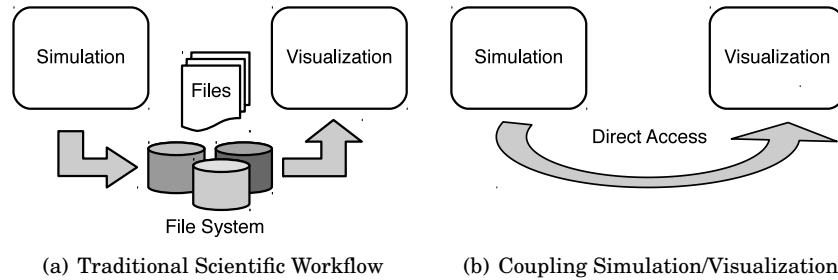 Simulation
Files
Visualization
File System
(a) Traditional Scientific Workflow
Simulation
Visualization
Direct Access
(b) Coupling Simulation/Visualization